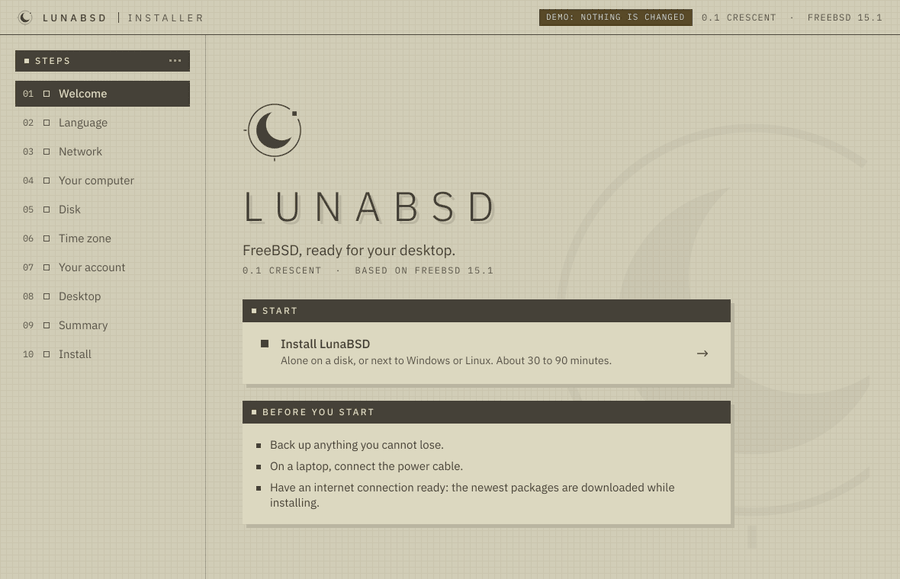 LUNABSD | INSTALLER
DEMO: NOTHING IS CHANGED
0.1 CRESCENT · FREEBSD 15.1
STEPS
01 Welcome
02 Language
03 Network
04 Your computer
05 Disk
06 Time zone
07 Your account
08 Desktop
09 Summary
10 Install
LUNABSD
FreeBSD, ready for your desktop.
0.1 CRESCENT · BASED ON FREEBSD 15.1
START
Install LunaBSD
Alone on a disk, or next to Windows or Linux. About 30 to 90 minutes.
BEFORE YOU START
Back up anything you cannot lose.
On a laptop, connect the power cable.
Have an internet connection ready: the newest packages are downloaded while
installing.